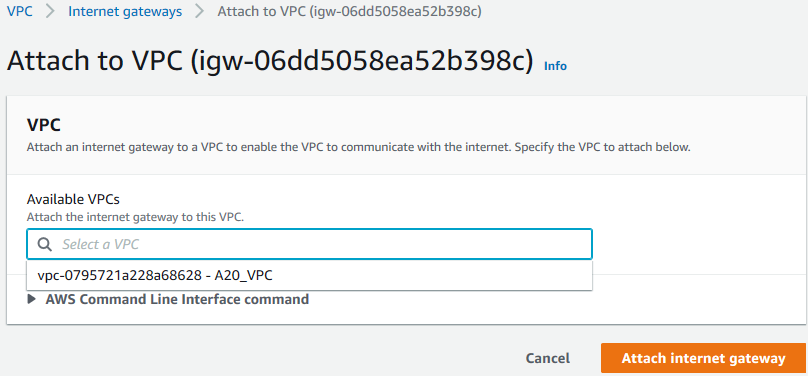 VPC > Internet gateways > Attach to VPC (igw-06dd5058ea52b398c)
Attach to VPC (igw-06dd5058ea52b398c) Info
VPC
Attach an internet gateway to a VPC to enable the VPC to communicate with the internet. Specify the VPC to attach below.
Available VPCs
Attach the internet gateway to this VPC.
Select a VPC
vpc-0795721a228a68628 - A20_VPC
AWS Command Line Interface command
Cancel Attach internet gateway